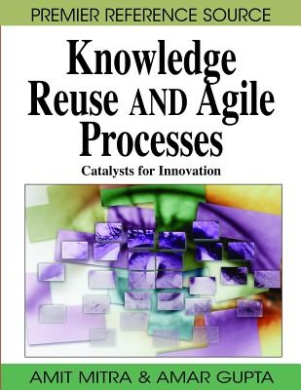 PREMIER REFERENCE SOURCE
Knowledge
Reuse AND Agile
Processes
Catalysts for Innovation
AMIT MITRA & AMAR GUPTA